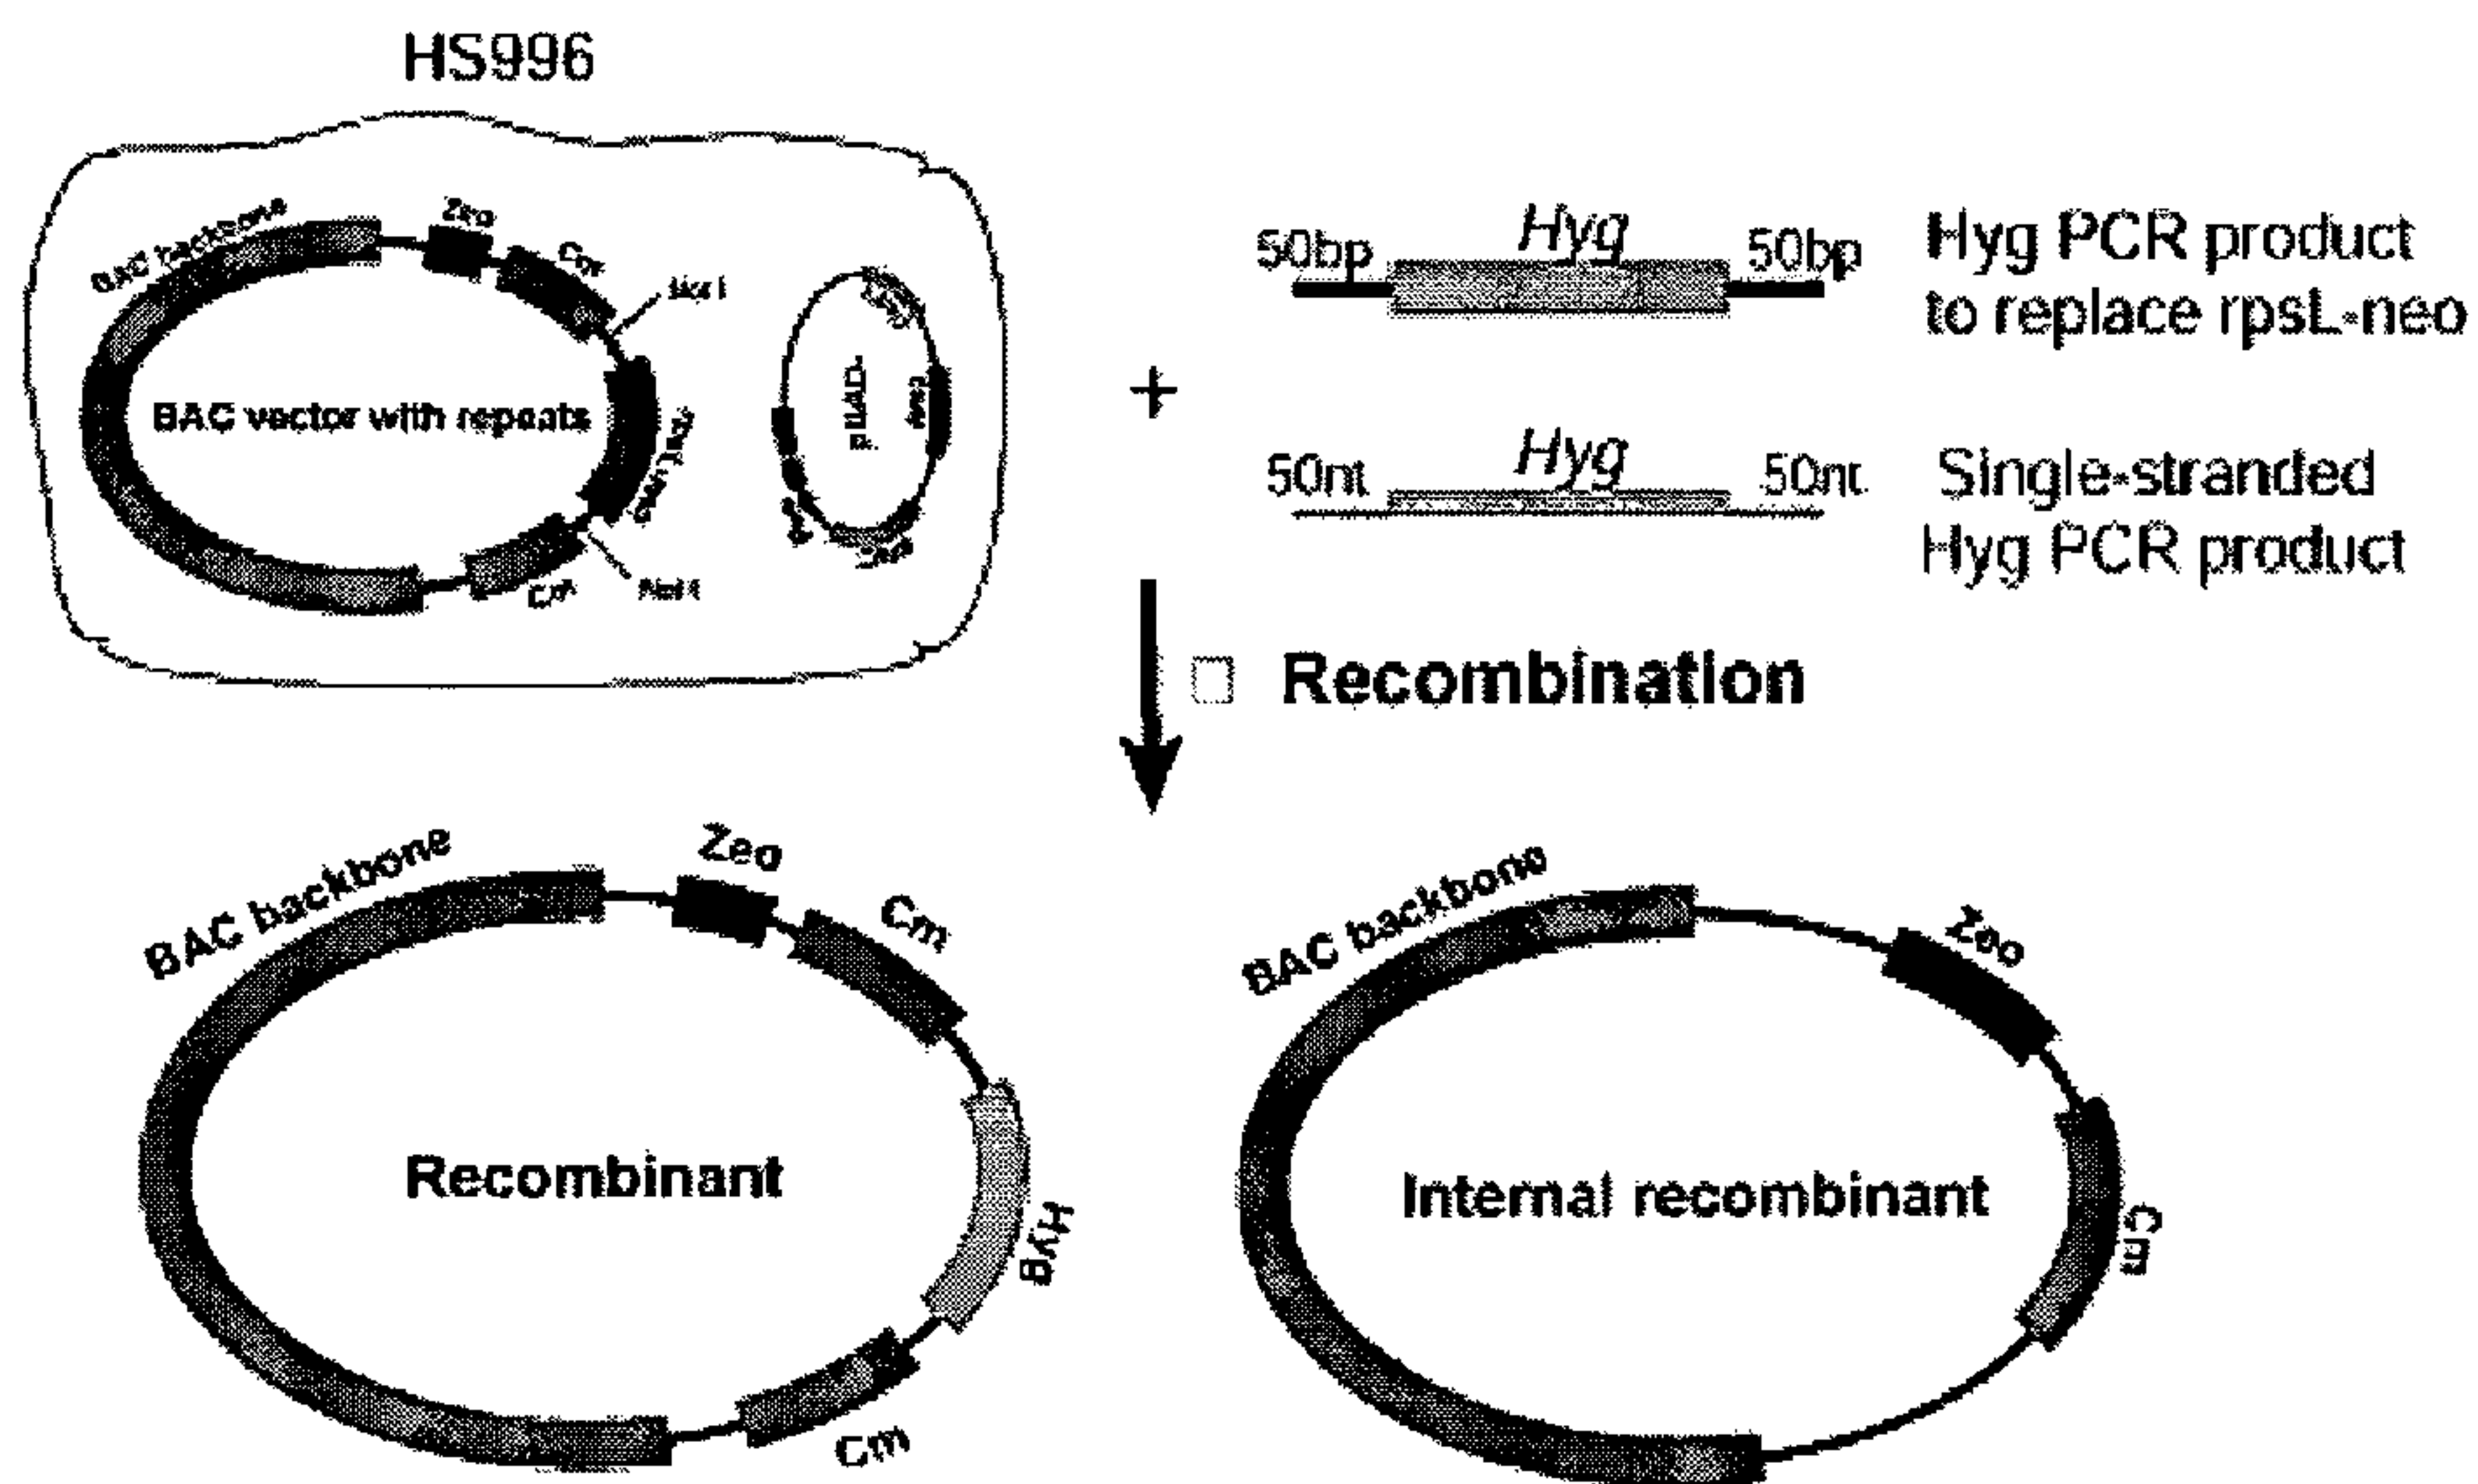 HS996
BAC backbone
Zeo
Cm
BAC vector with repeats
Cm
+
50bp
Hyg
50bp
Hyg PCR product
to replace rpsL-neo
50nt
Hyg
50nt
Single-stranded
Hyg PCR product
Recombination
BAC backbone
Zeo
Cm
Recombinant
Hyg
Cm
BAC backbone
Zeo
Internal recombinant
Cm